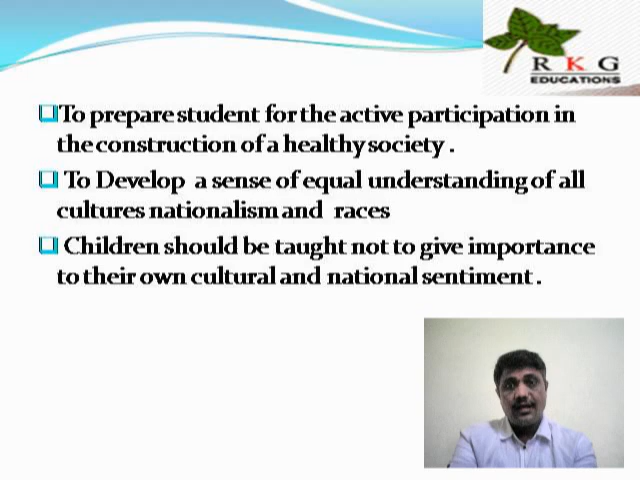 R K G
EDUCATIONS
To prepare student for the active participation in
the construction of a healthy society .
To Develop a sense of equal understanding of all
cultures nationalism and races
Children should be taught not to give importance
to their own cultural and national sentiment .